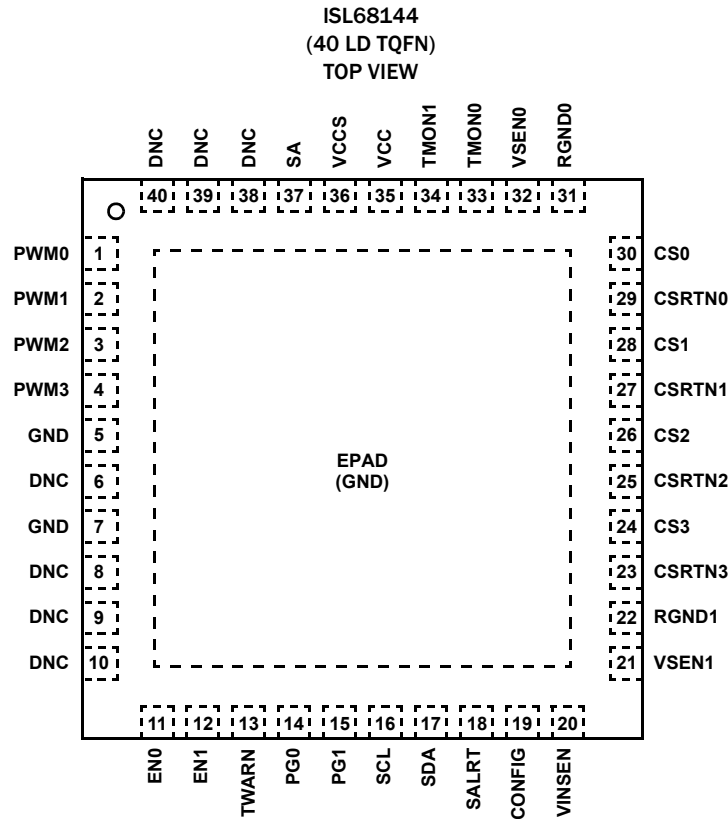 ISL68144
(40 LD TQFN)
TOP VIEW
DNC
DNC
DNC
SA
VCCS
VCC
TMON1
TMON0
VSEN0
RGND0
40
39
38
37
36
35
34
33
32
31
PWM0 1
PWM1 2
PWM2 3
PWM3 4
GND 5
DNC 6
GND 7
DNC 8
DNC 9
DNC 10
EPAD
(GND)
30 CS0
29 CSRTN0
28 CS1
27 CSRTN1
26 CS2
25 CSRTN2
24 CS3
23 CSRTN3
22 RGND1
21 VSEN1
11
12
13
14
15
16
17
18
19
20
EN0
EN1
TWARN
PG0
PG1
SCL
SDA
SALRT
CONFIG
VINSEN